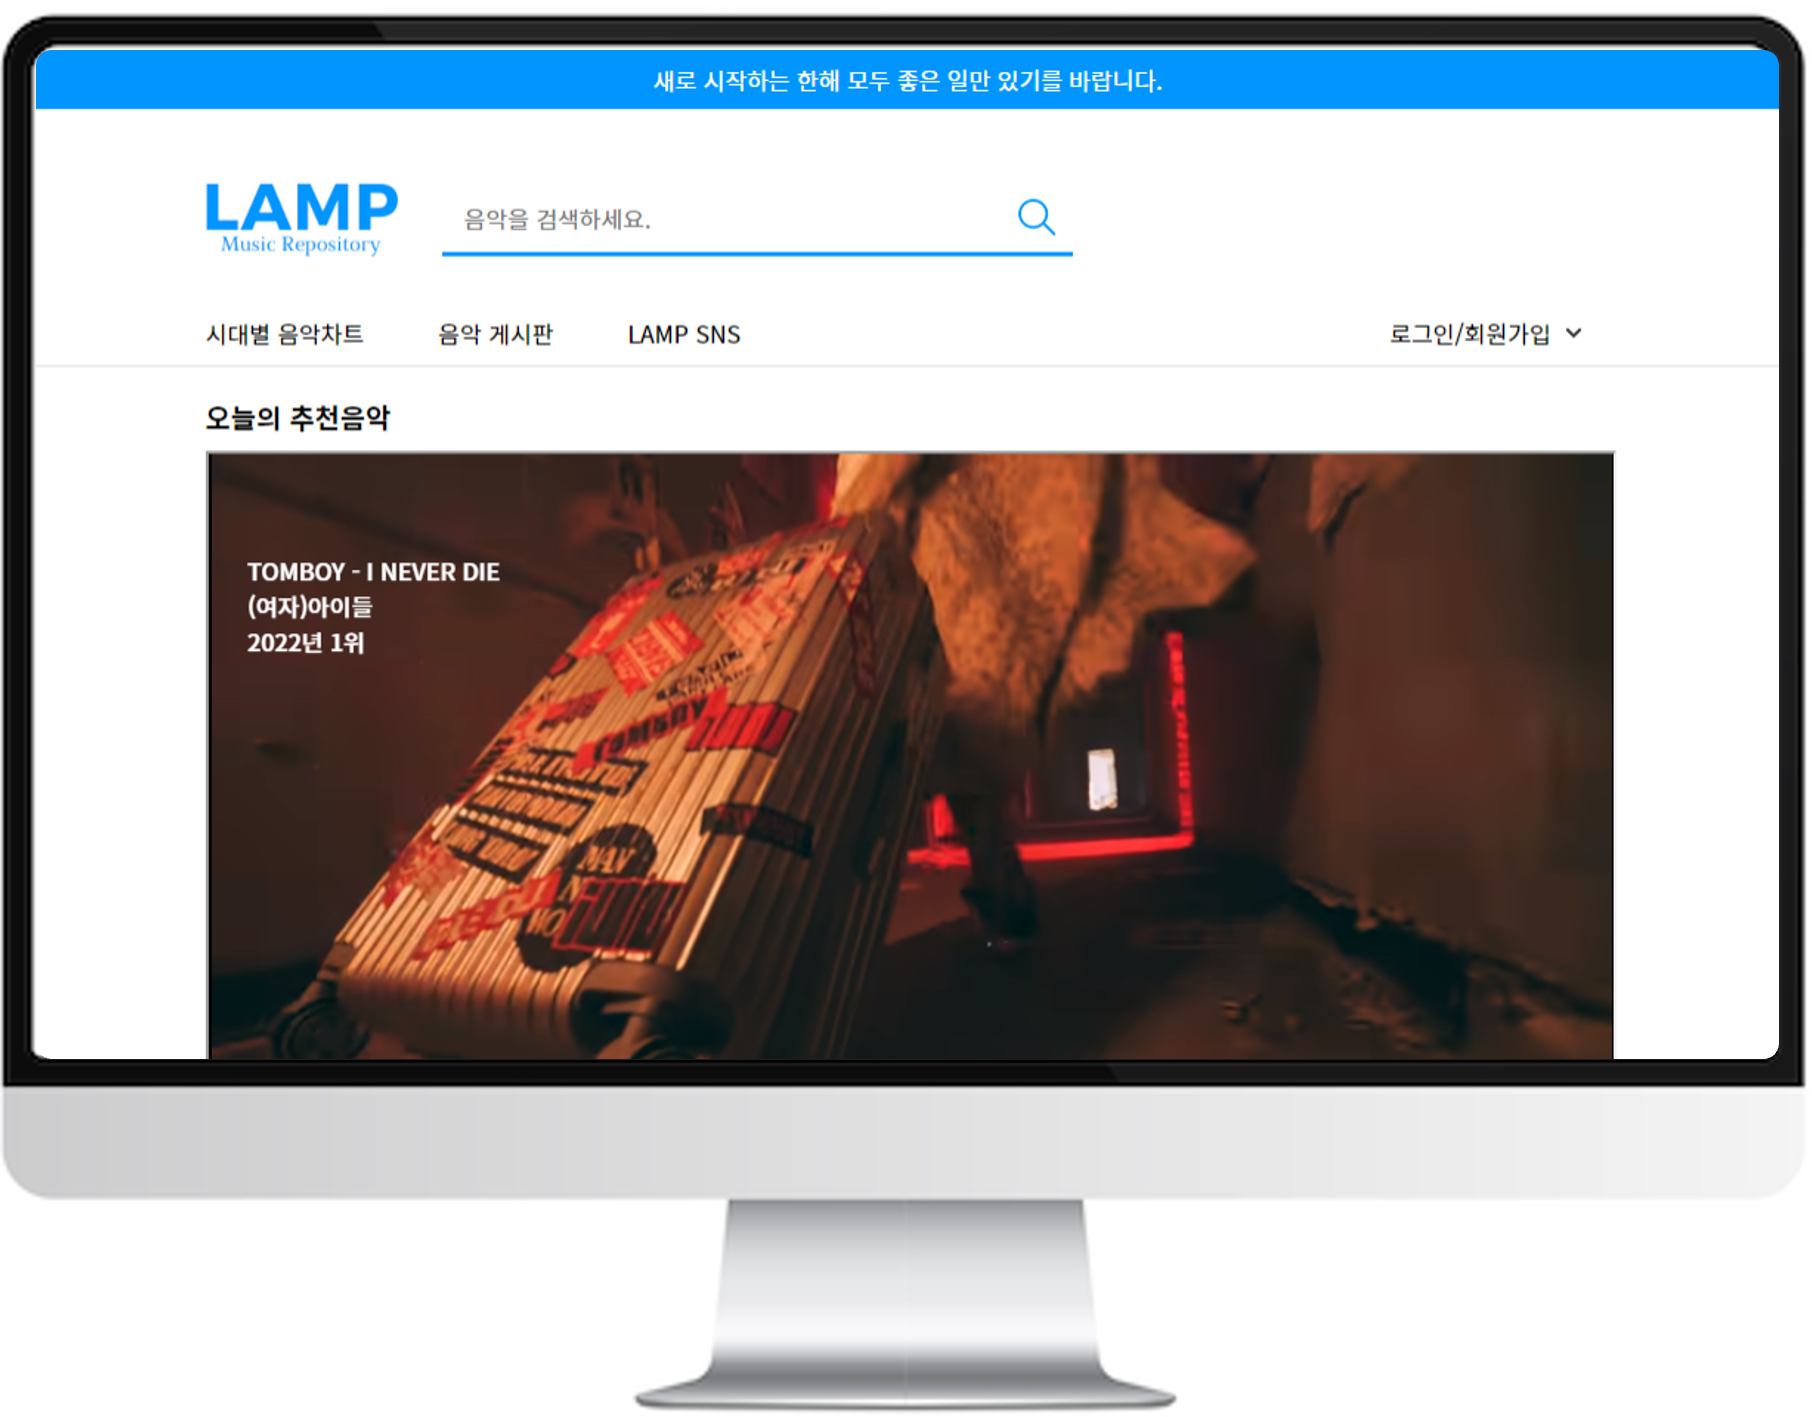 새로 시작하는 한해 모두 좋은 일만 있기를 바랍니다.
LAMP
Music Repository
음악을 검색하세요.
시대별 음악차트 음악 게시판 LAMP SNS 로그인/회원가입
오늘의 추천음악
TOMBOY - I NEVER DIE
(여자)아이들
2022년 1위
TOMBOY